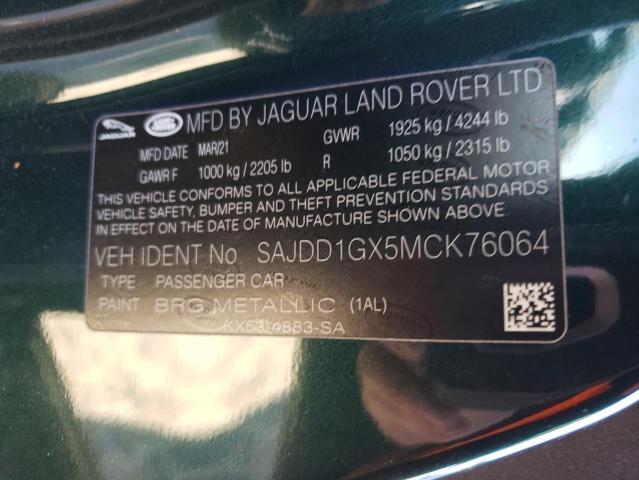 JAGUAR LAND ROVER MFD BY JAGUAR LAND ROVER LTD
MFD DATE MAR/21 GVWR 1925 kg / 4244 lb
GAWR F 1000 kg / 2205 lb R 1050 kg / 2315 lb
THIS VEHICLE CONFORMS TO ALL APPLICABLE FEDERAL MOTOR
VEHICLE SAFETY, BUMPER AND THEFT PREVENTION STANDARDS
IN EFFECT ON THE DATE OF MANUFACTURE SHOWN ABOVE
VEH IDENT No. SAJDD1GX5MCK76064
TYPE PASSENGER CAR
PAINT BRG METALLIC (1AL)
KX53 4883-SA